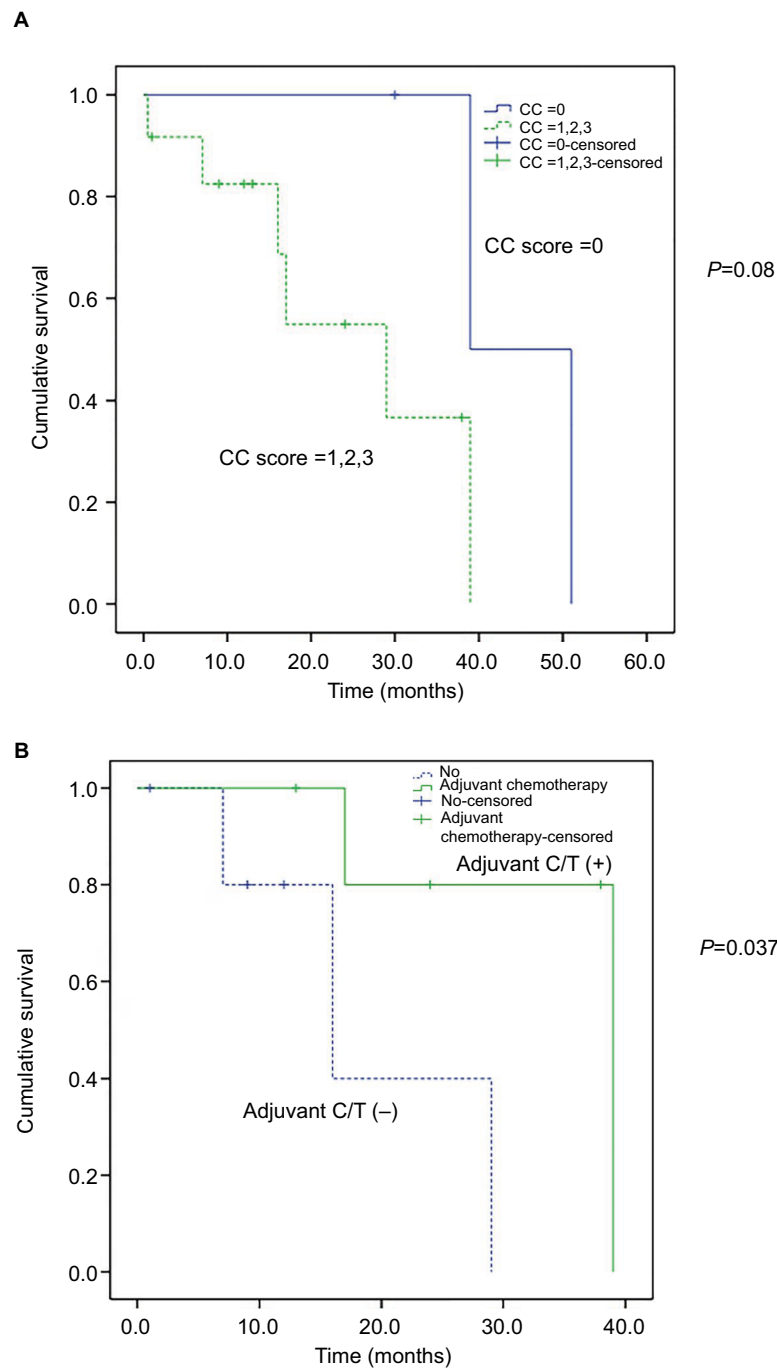 A
1.0
0.8
0.6
0.4
0.2
0.0
Cumulative survival
CC =0
CC =1,2,3
CC =0-censored
CC =1,2,3-censored
CC score =0
CC score =1,2,3
P=0.08
0.0 10.0 20.0 30.0 40.0 50.0 60.0
Time (months)
B
1.0
0.8
0.6
0.4
0.2
0.0
Cumulative survival
No
Adjuvant chemotherapy
No-censored
Adjuvant
chemotherapy-censored
Adjuvant C/T (+)
Adjuvant C/T (–)
P=0.037
0.0 10.0 20.0 30.0 40.0
Time (months)